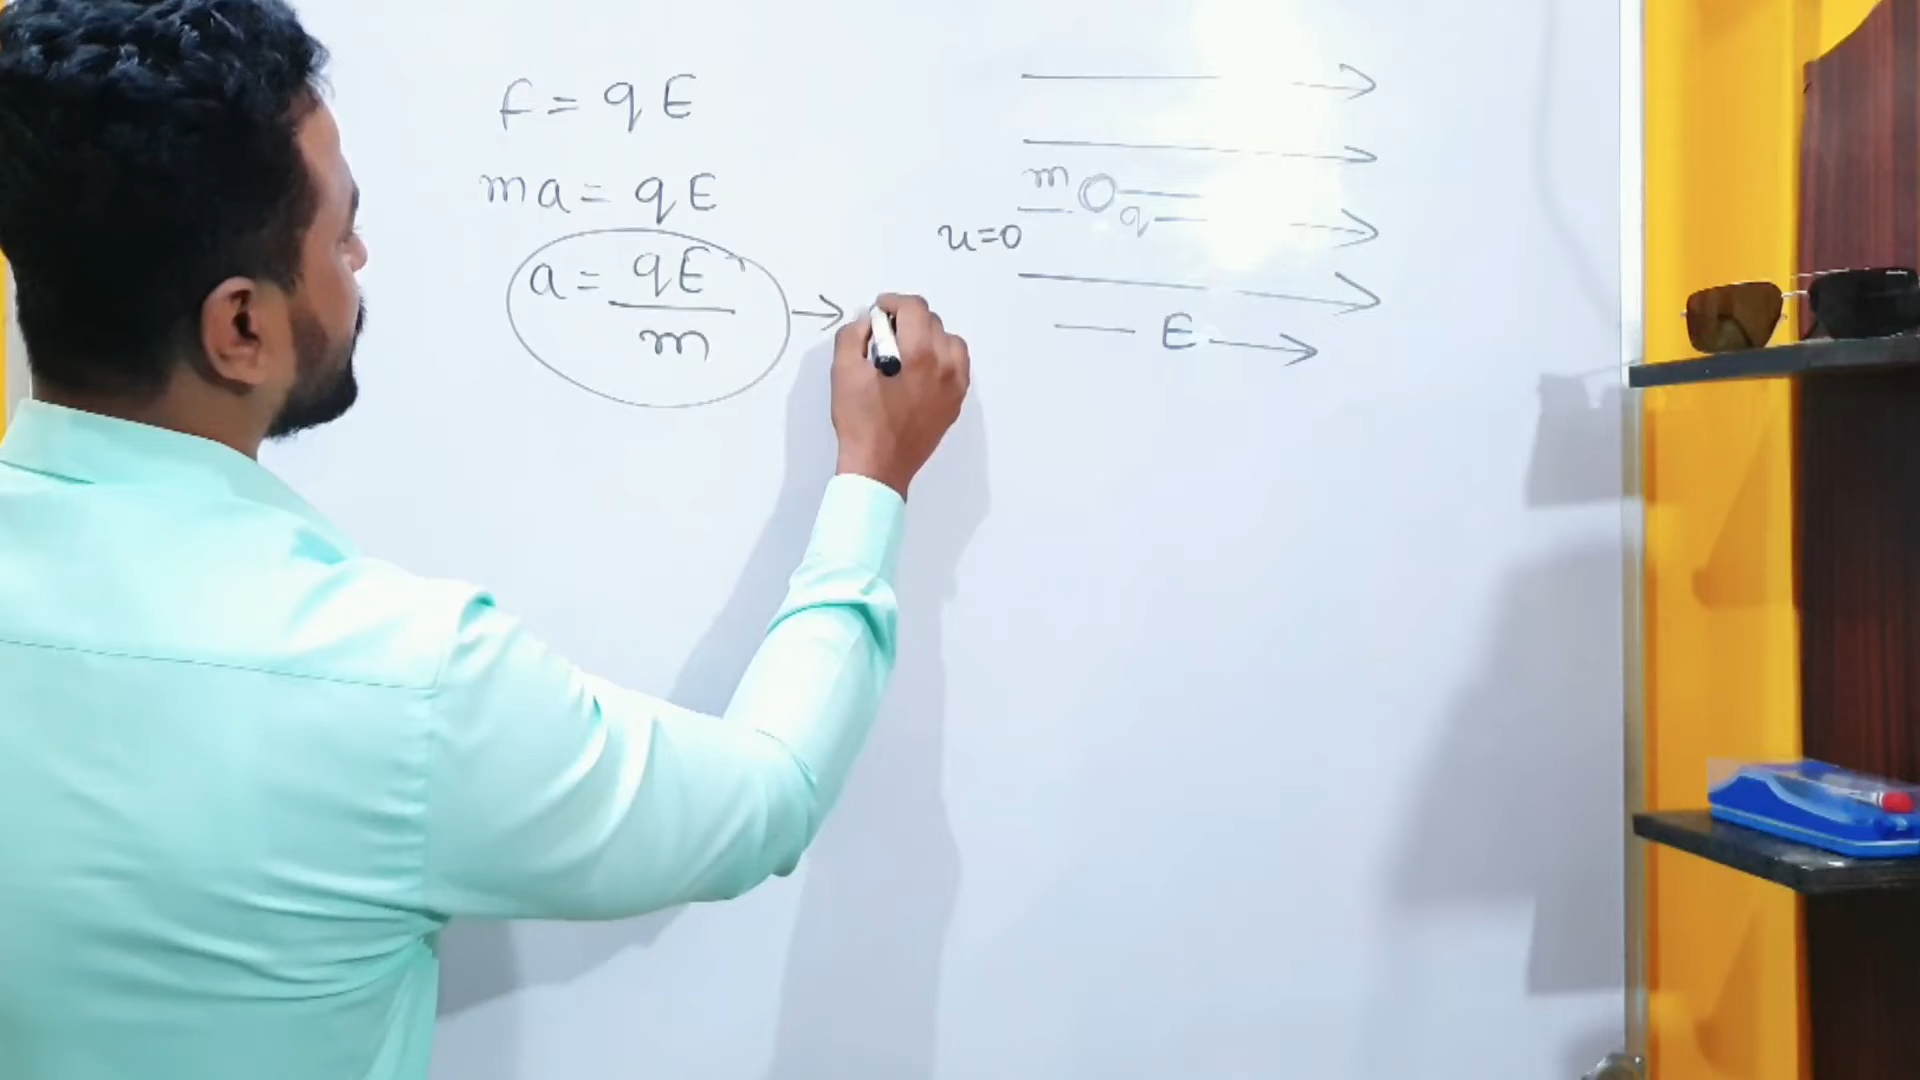 F = qE
ma = qE
a = qE/m →
m
q
u=0
E